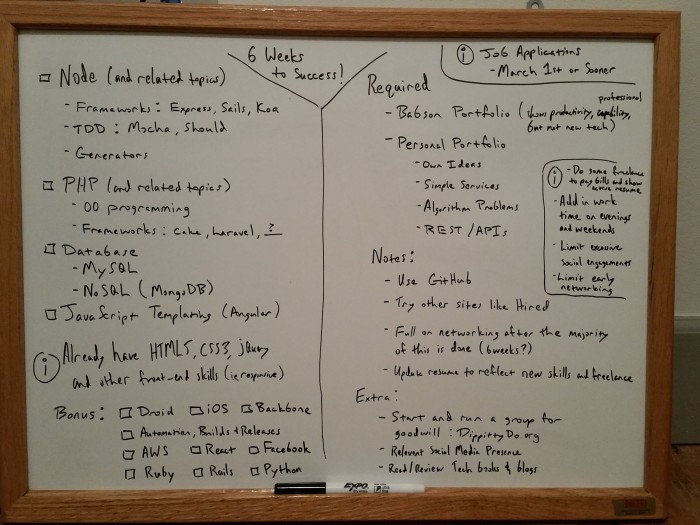 6 Weeks
to Success!
Node (and related topics)
- Frameworks: Express, Sails, Koa
- TDD: Mocha, Should
- Generators
PHP (and related topics)
- OO programming
- Frameworks: Cake, Laravel, ?
Database
- MySQL
- NoSQL (MongoDB)
JavaScript Templating (Angular)
i Already have HTML5, CSS3, jQuery
and other front-end skills (ie responsive)
Bonus: Droid iOS Backbone
Automation, Builds & Releases
AWS React Facebook
Ruby Rails Python
i Job Applications
- March 1st or Sooner
Required
- Babson Portfolio (show productivity, professional capability,
but not new tech)
- Personal Portfolio
- Own Ideas
- Simple Services
- Algorithm Problems
- REST/APIs
i - Do some freelance
to pay bills and show
active resume
- Add in work
time on evenings
and weekends
- Limit excessive
social engagements
- Limit early
networking
Notes:
- Use GitHub
- Try other sites like Hired
- Full on networking after the majority
of this is done (6 weeks?)
- Update resume to reflect new skills and freelance
Extra:
- Start and run a group for
goodwill: DippittyDo.org
- Relevent Social Media Presence
- Read/Review Tech books & blogs
EXPO